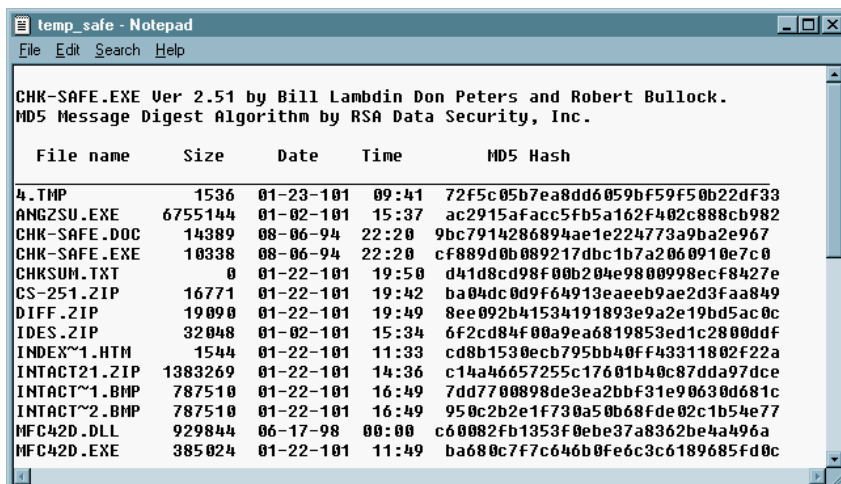 temp_safe - Notepad
File Edit Search Help
CHK-SAFE.EXE Ver 2.51 by Bill Lambdin Don Peters and Robert Bullock.
MD5 Message Digest Algorithm by RSA Data Security, Inc.
File name Size Date Time MD5 Hash
4.TMP 1536 01-23-101 09:41 72f5c05b7ea8dd6059bf59f50b22df33
ANGZSU.EXE 6755144 01-02-101 15:37 ac2915afacc5fb5a162f402c888cb982
CHK-SAFE.DOC 14389 08-06-94 22:20 9bc7914286894ae1e224773a9ba2e967
CHK-SAFE.EXE 10338 08-06-94 22:20 cf889d0b089217dbc1b7a2060910e7c0
CHKSUM.TXT 0 01-22-101 19:50 d41d8cd98f00b204e9800998ecf8427e
CS-251.ZIP 16771 01-22-101 19:42 ba04dc0d9f64913eaeeb9ae2d3faa849
DIFF.ZIP 19090 01-22-101 19:49 8ee092b41534191893e9a2e19bd5ac0c
IDES.ZIP 32048 01-02-101 15:34 6f2cd84f00a9ea6819853ed1c2800ddf
INDEX~1.HTM 1544 01-22-101 11:33 cd8b1530ecb795bb40ff43311802f22a
INTACT21.ZIP 1383269 01-22-101 14:36 c14a46657255c17601b40c87dda97dce
INTACT~1.BMP 787510 01-22-101 16:49 7dd7700898de3ea2bbf31e90630d681c
INTACT~2.BMP 787510 01-22-101 16:49 950c2b2e1f730a50b68fde02c1b54e77
MFC42D.DLL 929844 06-17-98 00:00 c60082fb1353f0ebe37a8362be4a496a
MFC42D.EXE 385024 01-22-101 11:49 ba680c7f7c646b0fe6c3c6189685fd0c